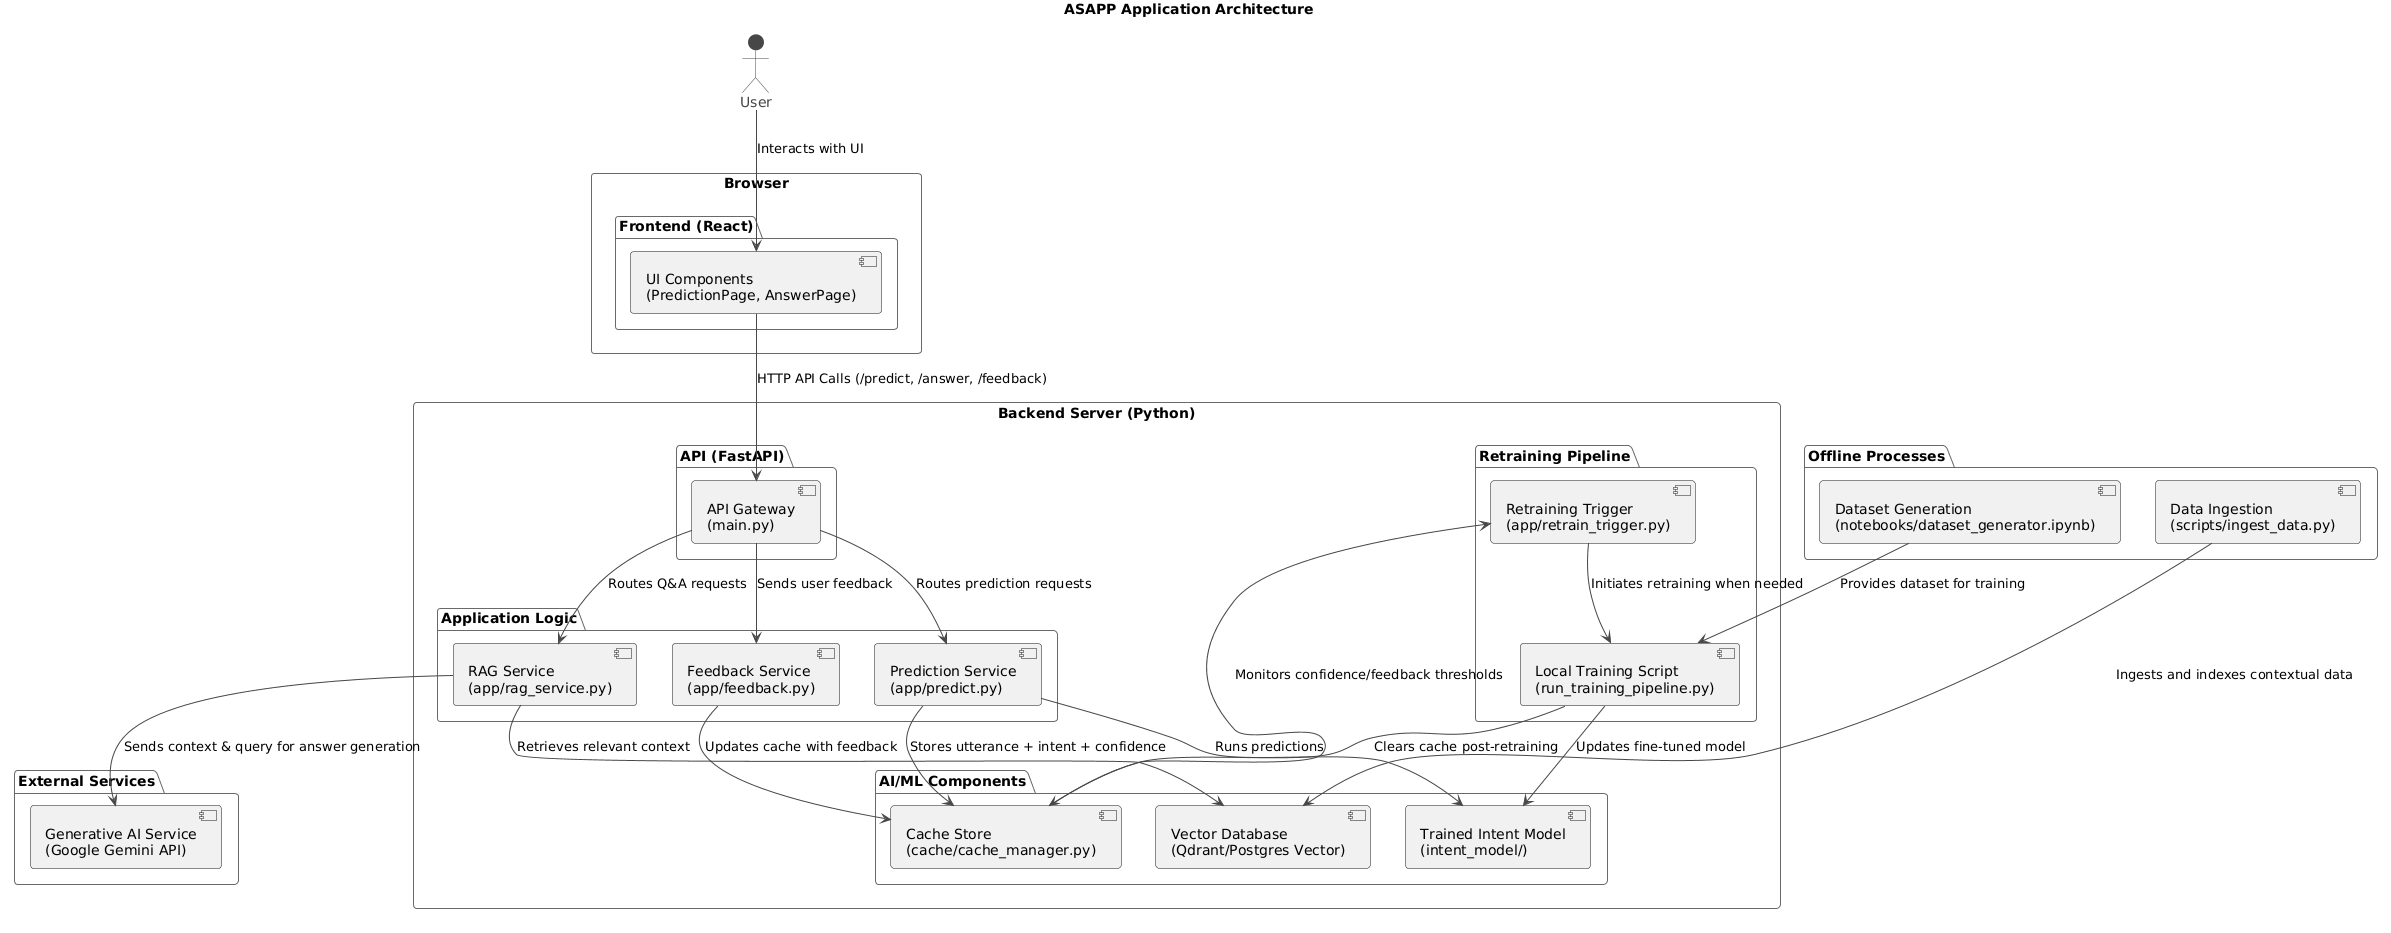 ASAPP Application Architecture
User
Interacts with UI
Browser
Frontend (React)
UI Components
(PredictionPage, AnswerPage)
HTTP API Calls (/predict, /answer, /feedback)
Backend Server (Python)
API (FastAPI)
API Gateway
(main.py)
Retraining Pipeline
Retraining Trigger
(app/retrain_trigger.py)
Offline Processes
Dataset Generation
(notebooks/dataset_generator.ipynb)
Data Ingestion
(scripts/ingest_data.py)
Routes Q&A requests
Sends user feedback
Routes prediction requests
Initiates retraining when needed
Provides dataset for training
Application Logic
RAG Service
(app/rag_service.py)
Feedback Service
(app/feedback.py)
Prediction Service
(app/predict.py)
Monitors confidence/feedback thresholds
Local Training Script
(run_training_pipeline.py)
Ingests and indexes contextual data
Sends context & query for answer generation
Retrieves relevant context
Updates cache with feedback
Stores utterance + intent + confidence
Runs predictions
Clears cache post-retraining
Updates fine-tuned model
External Services
Generative AI Service
(Google Gemini API)
AI/ML Components
Cache Store
(cache/cache_manager.py)
Vector Database
(Qdrant/Postgres Vector)
Trained Intent Model
(intent_model/)